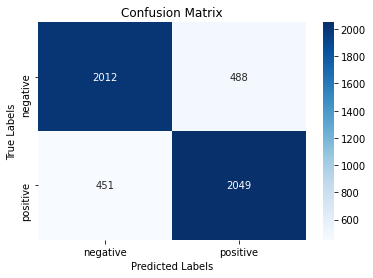 Confusion Matrix
True Labels
negative
2012
488
positive
451
2049
negative
positive
Predicted Labels
2000
1800
1600
1400
1200
1000
800
600